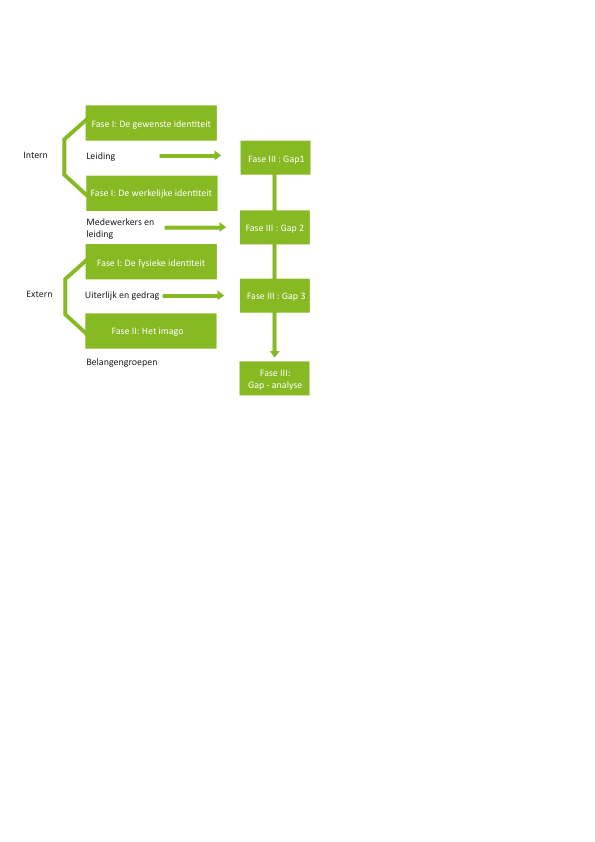 Fase I: De gewenste identiteit
Intern
Leiding
Fase III : Gap1
Fase I: De werkelijke identiteit
Medewerkers en
leiding
Fase III : Gap 2
Fase I: De fysieke identiteit
Extern
Uiterlijk en gedrag
Fase III : Gap 3
Fase II: Het imago
Belangengroepen
Fase III:
Gap - analyse